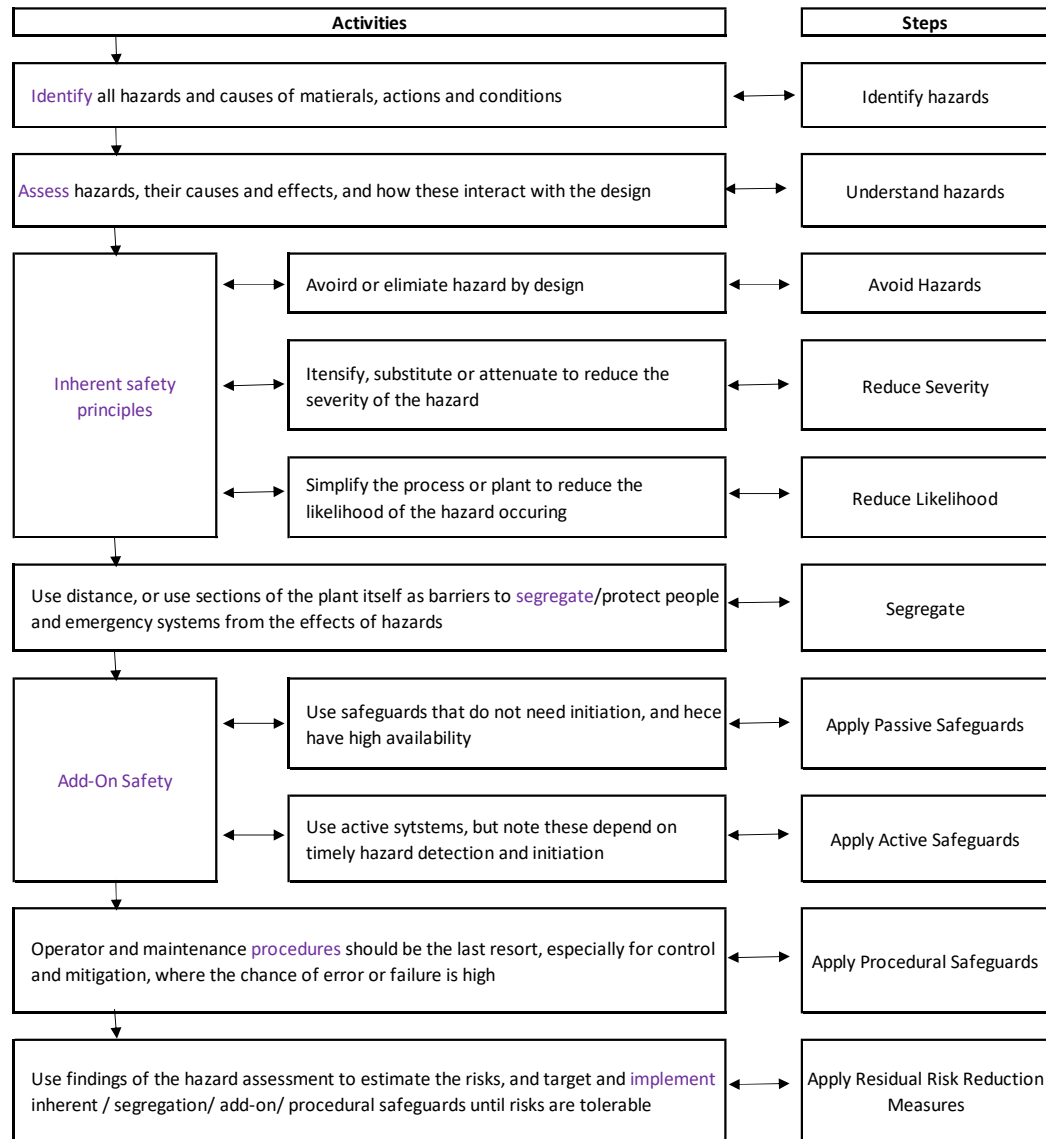 Activities
Steps
Identify all hazards and causes of matierals, actions and conditions
Identify hazards
Assess hazards, their causes and effects, and how these interact with the design
Understand hazards
Inherent safety
principles
Avoird or elimiate hazard by design
Avoid Hazards
Itensify, substitute or attenuate to reduce the
severity of the hazard
Reduce Severity
Simplify the process or plant to reduce the
likelihood of the hazard occuring
Reduce Likelihood
Use distance, or use sections of the plant itself as barriers to segregate/protect people
and emergency systems from the effects of hazards
Segregate
Add-On Safety
Use safeguards that do not need initiation, and hece
have high availability
Apply Passive Safeguards
Use active sytstems, but note these depend on
timely hazard detection and initiation
Apply Active Safeguards
Operator and maintenance procedures should be the last resort, especially for control
and mitigation, where the chance of error or failure is high
Apply Procedural Safeguards
Use findings of the hazard assessment to estimate the risks, and target and implement
inherent / segregation/ add-on/ procedural safeguards until risks are tolerable
Apply Residual Risk Reduction
Measures